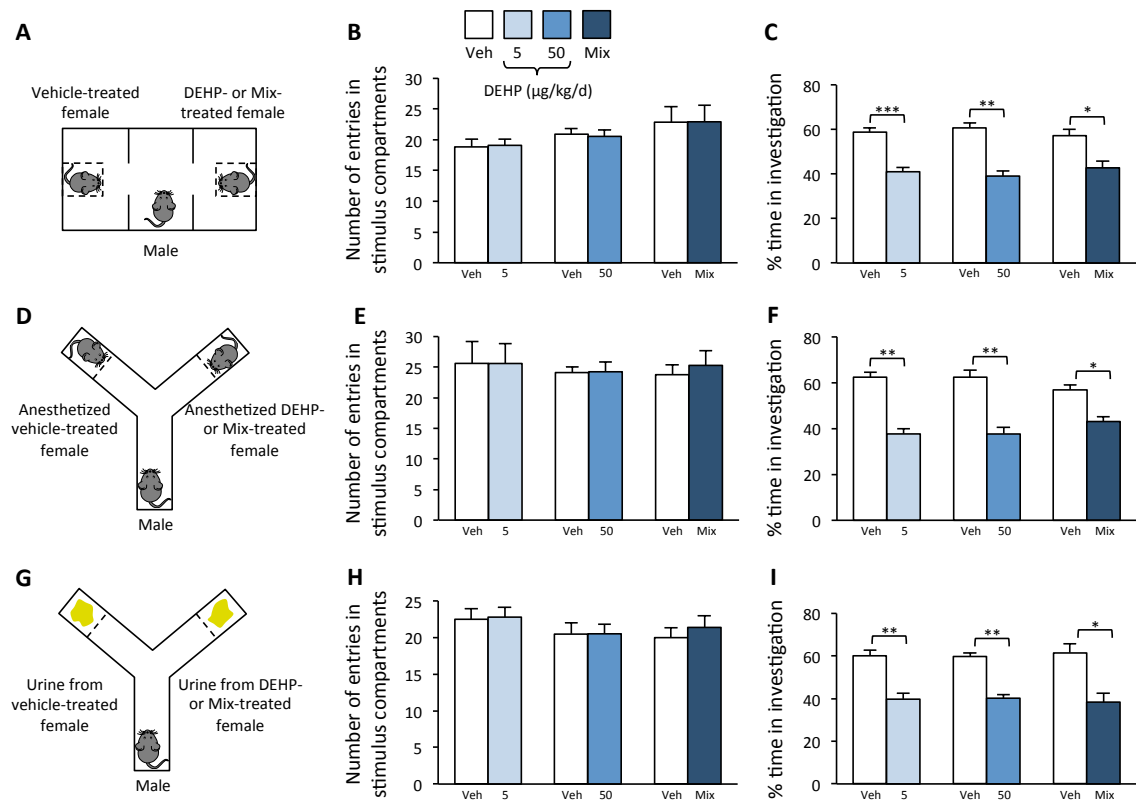 A
Vehicle-treated
female
DEHP- or Mix-
treated female
Male
B
Veh
5
50
Mix
DEHP (µg/kg/d)
Number of entries in
stimulus compartments
30
25
20
15
10
5
0
Veh 5
Veh 50
Veh Mix
C
% time in investigation
80
60
40
20
0
***
**
*
Veh 5
Veh 50
Veh Mix
D
Anesthetized
vehicle-treated
female
Anesthetized DEHP-
or Mix-treated
female
Male
E
Number of entries in
stimulus compartments
30
25
20
15
10
5
0
Veh 5
Veh 50
Veh Mix
F
% time in investigation
80
60
40
20
0
**
**
*
Veh 5
Veh 50
Veh Mix
G
Urine from
vehicle-treated
female
Urine from DEHP-
or Mix-treated
female
Male
H
Number of entries in
stimulus compartments
25
20
15
10
5
0
Veh 5
Veh 50
Veh Mix
I
% time in investigation
80
60
40
20
0
**
**
*
Veh 5
Veh 50
Veh Mix